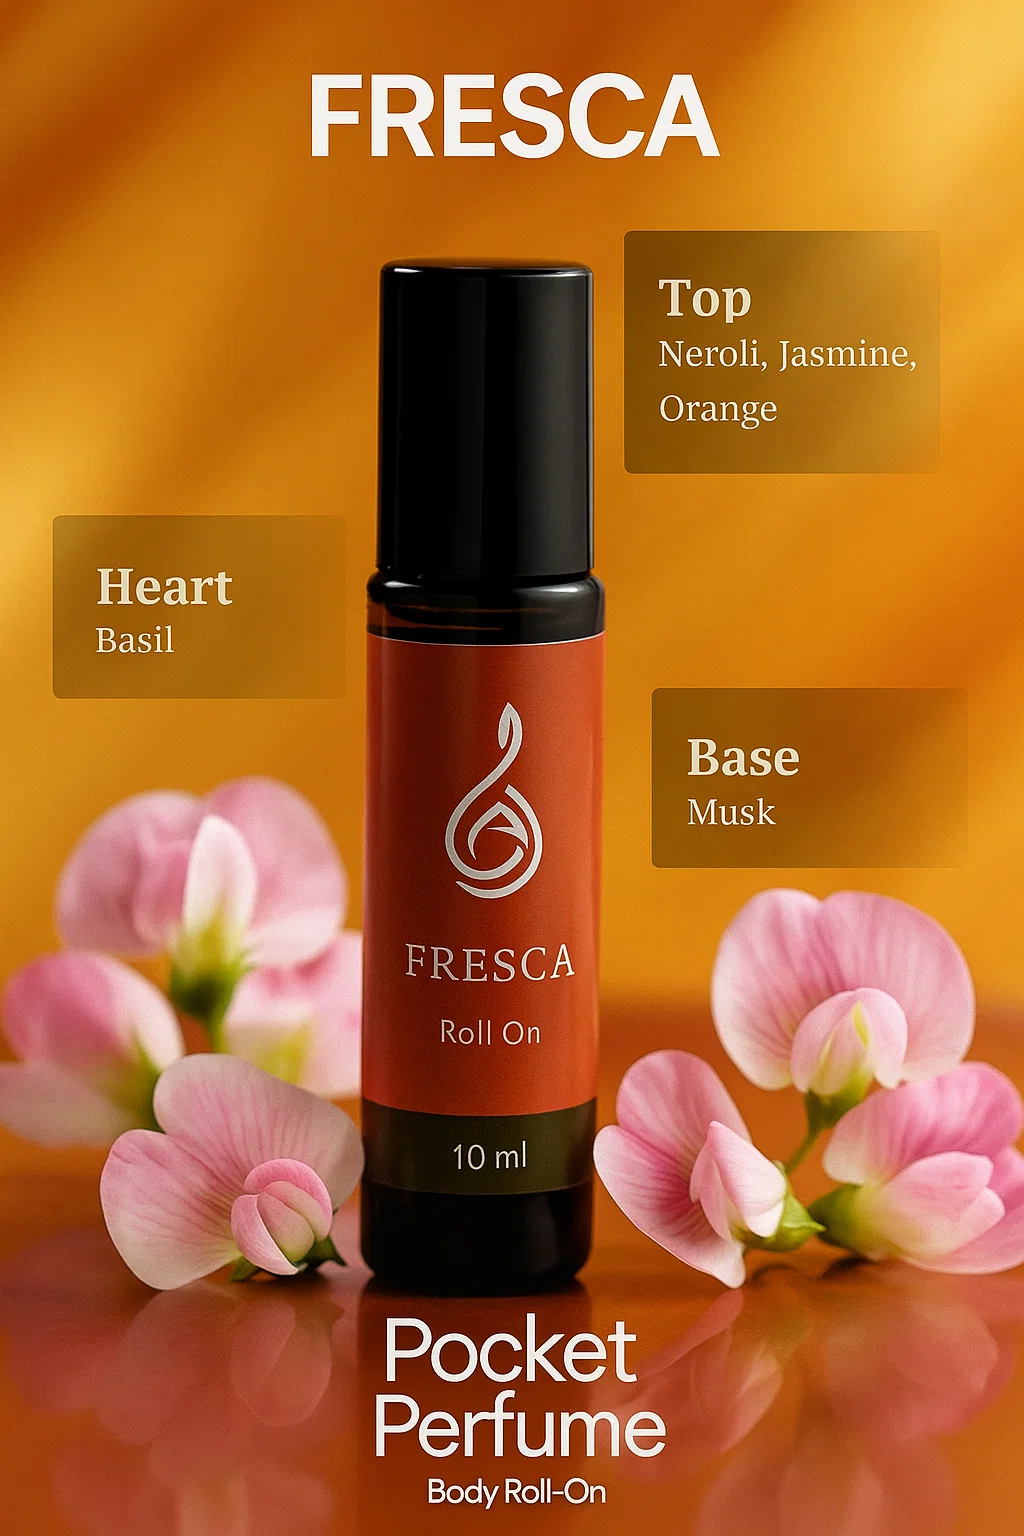 FRESCA
Top
Neroli, Jasmine,
Orange
Heart
Basil
Base
Musk
FRESCA
Roll On
10 ml
Pocket
Perfume
Body Roll-On